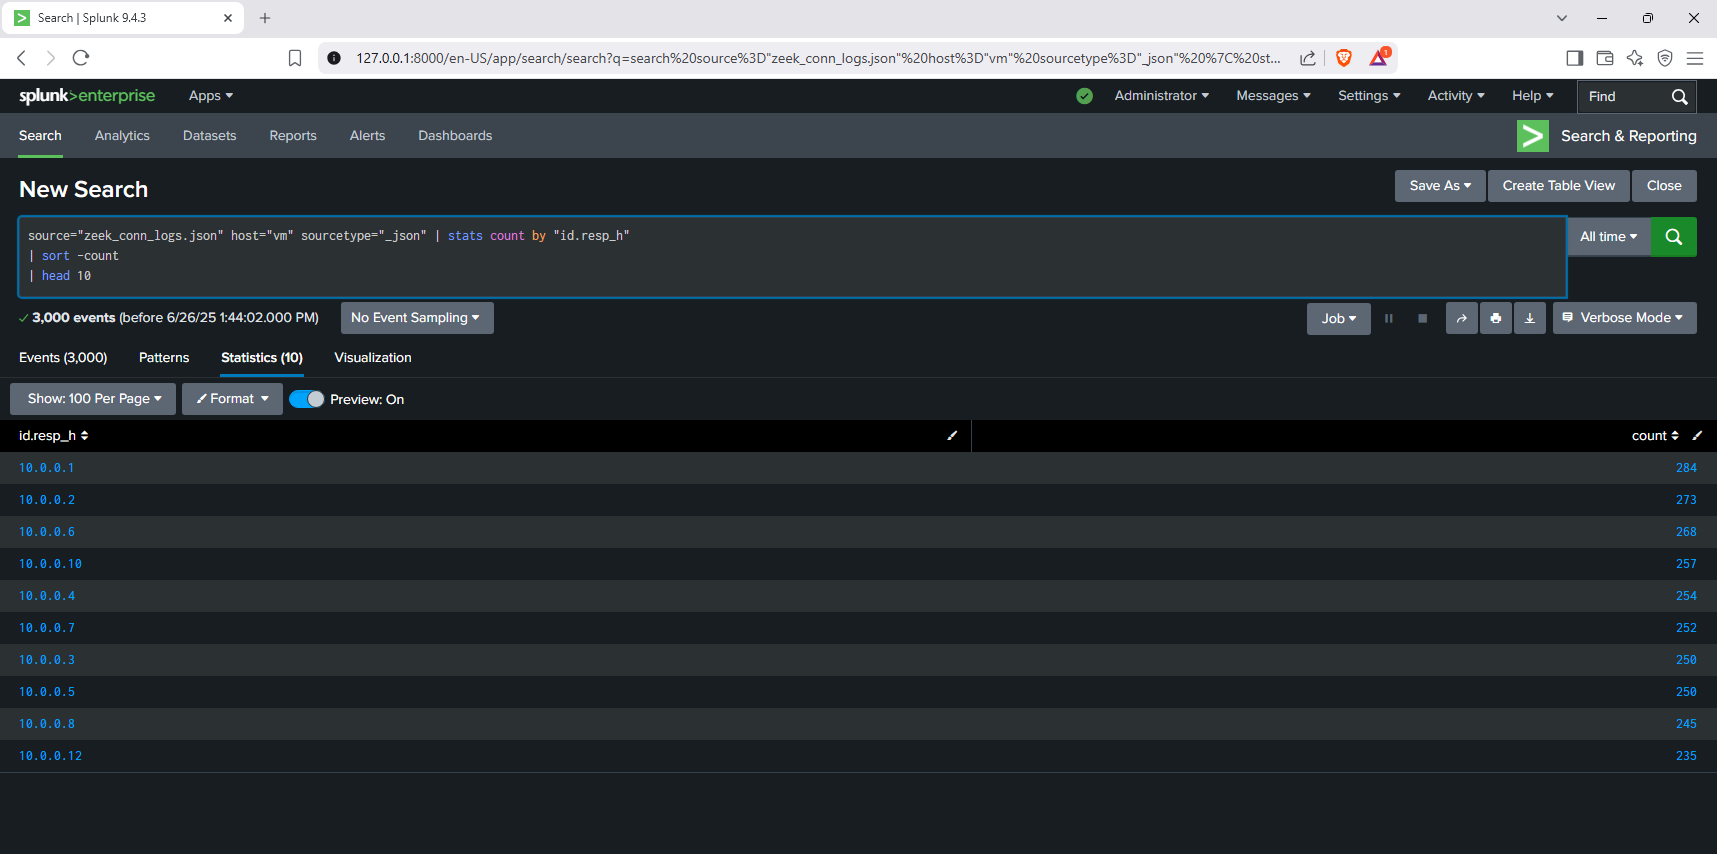 Search | Splunk 9.4.3
127.0.0.1:8000/en-US/app/search/search?q=search%20source%3D"zeek_conn_logs.json"%20host%3D"vm"%20sourcetype%3D"_json"%20%7C%20st...
1
splunk>enterprise Apps Administrator Messages Settings Activity Help Find
Search Analytics Datasets Reports Alerts Dashboards Search & Reporting
New Search Save As Create Table View Close
source="zeek_conn_logs.json" host="vm" sourcetype="_json" | stats count by "id.resp_h"
| sort -count
| head 10
All time
3,000 events (before 6/26/25 1:44:02.000 PM) No Event Sampling Job Verbose Mode
Events (3,000) Patterns Statistics (10) Visualization
Show: 100 Per Page Format Preview: On
id.resp_h count
10.0.0.1 284
10.0.0.2 273
10.0.0.6 268
10.0.0.10 257
10.0.0.4 254
10.0.0.7 252
10.0.0.3 250
10.0.0.5 250
10.0.0.8 245
10.0.0.12 235